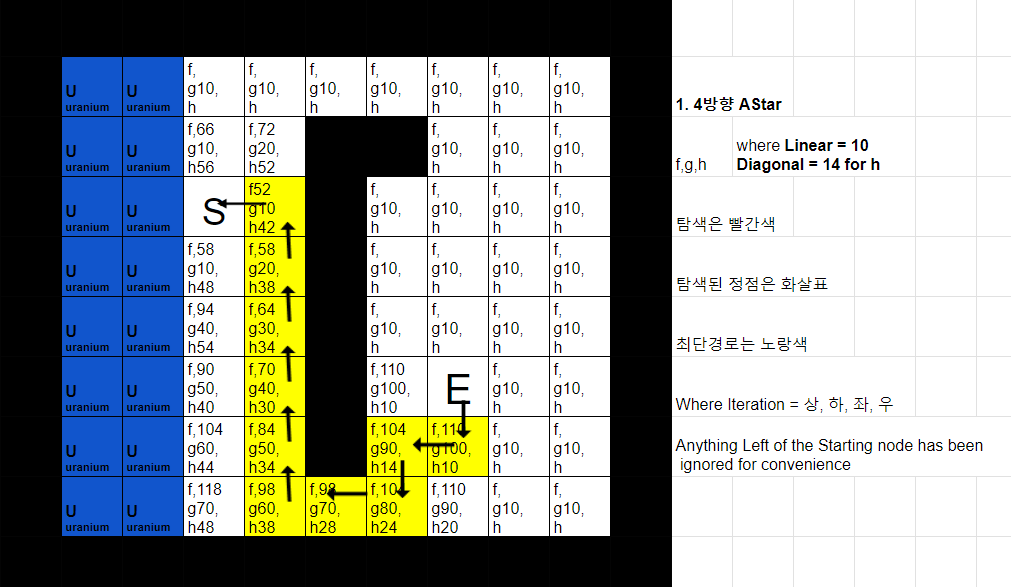 U uranium U uranium f, g10, h f, g10, h f, g10, h f, g10, h f, g10, h f, g10, h f, g10, h
1. 4방향 AStar
U uranium U uranium f,66 g10, h56 f,72 g20, h52 f, g10, h f, g10, h f, g10, h
f,g,h
where Linear = 10
Diagonal = 14 for h
U uranium U uranium S f52 g10 h42 f, g10, h f, g10, h f, g10, h f, g10, h
탐색은 빨간색
U uranium U uranium f,58 g10, h48 f,58 g20, h38 f, g10, h f, g10, h f, g10, h f, g10, h
탐색된 정점은 화살표
U uranium U uranium f,94 g40, h54 f,64 g30, h34 f, g10, h f, g10, h f, g10, h f, g10, h
최단경로는 노랑색
U uranium U uranium f,90 g50, h40 f,70 g40, h30 f,110 g100, h10 E f, g10, h f, g10, h
Where Iteration = 상, 하, 좌, 우
U uranium U uranium f,104 g60, h44 f,84 g50, h34 f,104 g90, h14 f,110 g100, h10 f, g10, h f, g10, h
Anything Left of the Starting node has been
ignored for convenience
U uranium U uranium f,118 g70, h48 f,98 g60, h38 f,98 g70, h28 f,104 g80, h24 f,110 g90, h20 f, g10, h f, g10, h